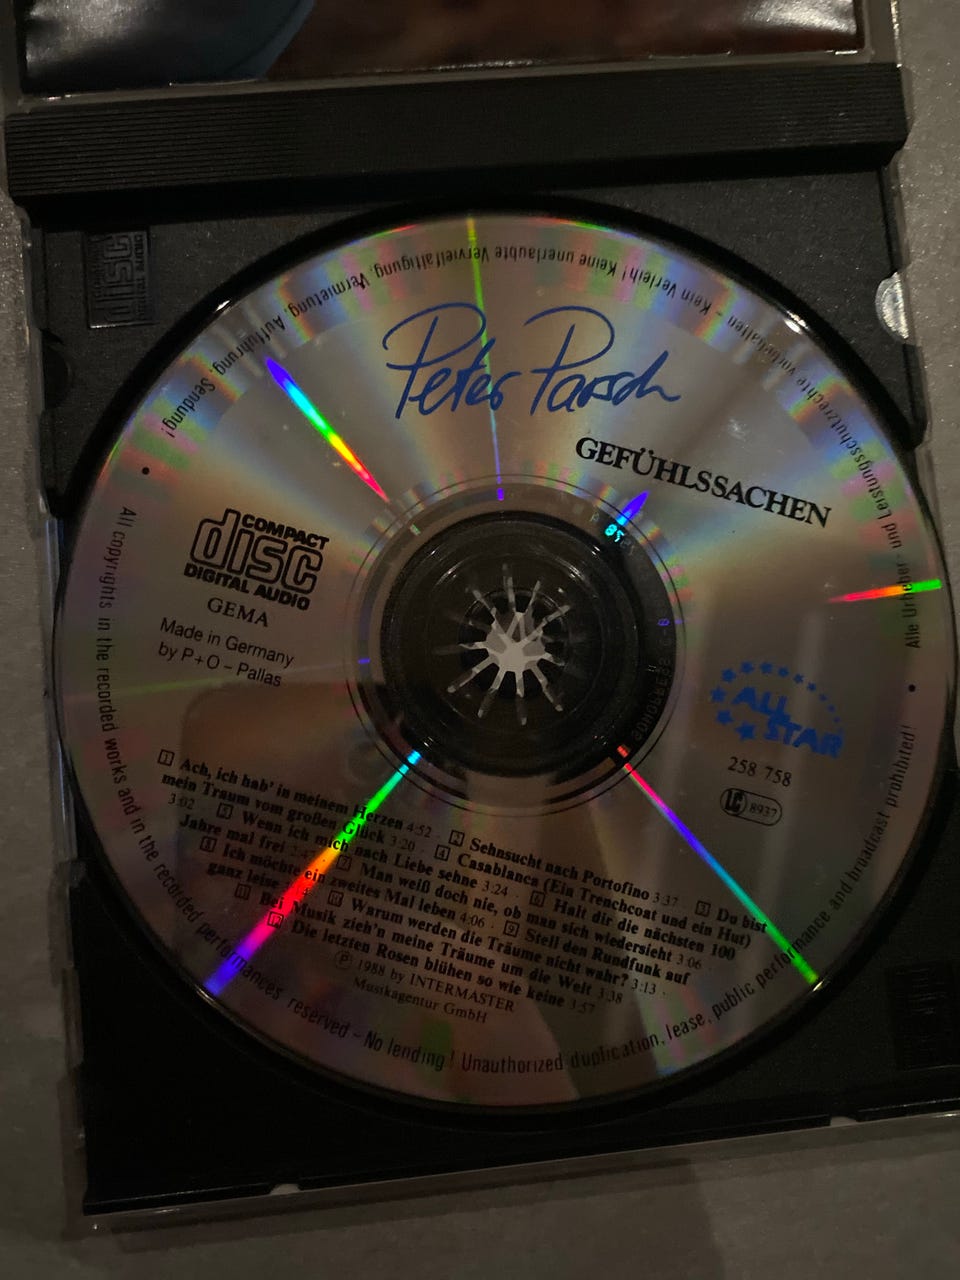 Peter Parsch
GEFÜHLSSACHEN
COMPACT
disc
DIGITAL AUDIO
GEMA
Made in Germany
by P+O – Pallas
ALL
STAR
258 758
LC 8937
1 Ach, ich hab' in meinem Herzen 4:52 · 2 Sehnsucht nach Portofino 3:37 · 3 Du bist
mein Traum vom großen Glück 3:20 · 4 Casablanca (Ein Trenchcoat und ein Hut)
3:02 · 5 Wenn ich mich nach Liebe sehne 3:24 · 6 Halt dir die nächsten 100
Jahre mal frei · 7 Man weiß doch nie, ob man sich wiedersieht 3:06 ·
8 Ich möchte ein zweites Mal leben 4:06 · 9 Stell den Rundfunk auf
ganz leise · 10 Warum werden die Träume nicht wahr? 3:13 ·
11 Bei Musik zieh'n meine Träume um die Welt 3:38 ·
12 Die letzten Rosen blühen so wie keine 3:57
Ⓟ 1988 by INTERMASTER
Musikagentur GmbH
All copyrights in the recorded works and in the recorded performances reserved – No lending! Unauthorized duplication, lease, public performance and broadcast prohibited!
Alle Urheber- und Leistungsschutzrechte vorbehalten – Kein Verleih! Keine unerlaubte Vervielfältigung, Vermietung, Aufführung, Sendung!